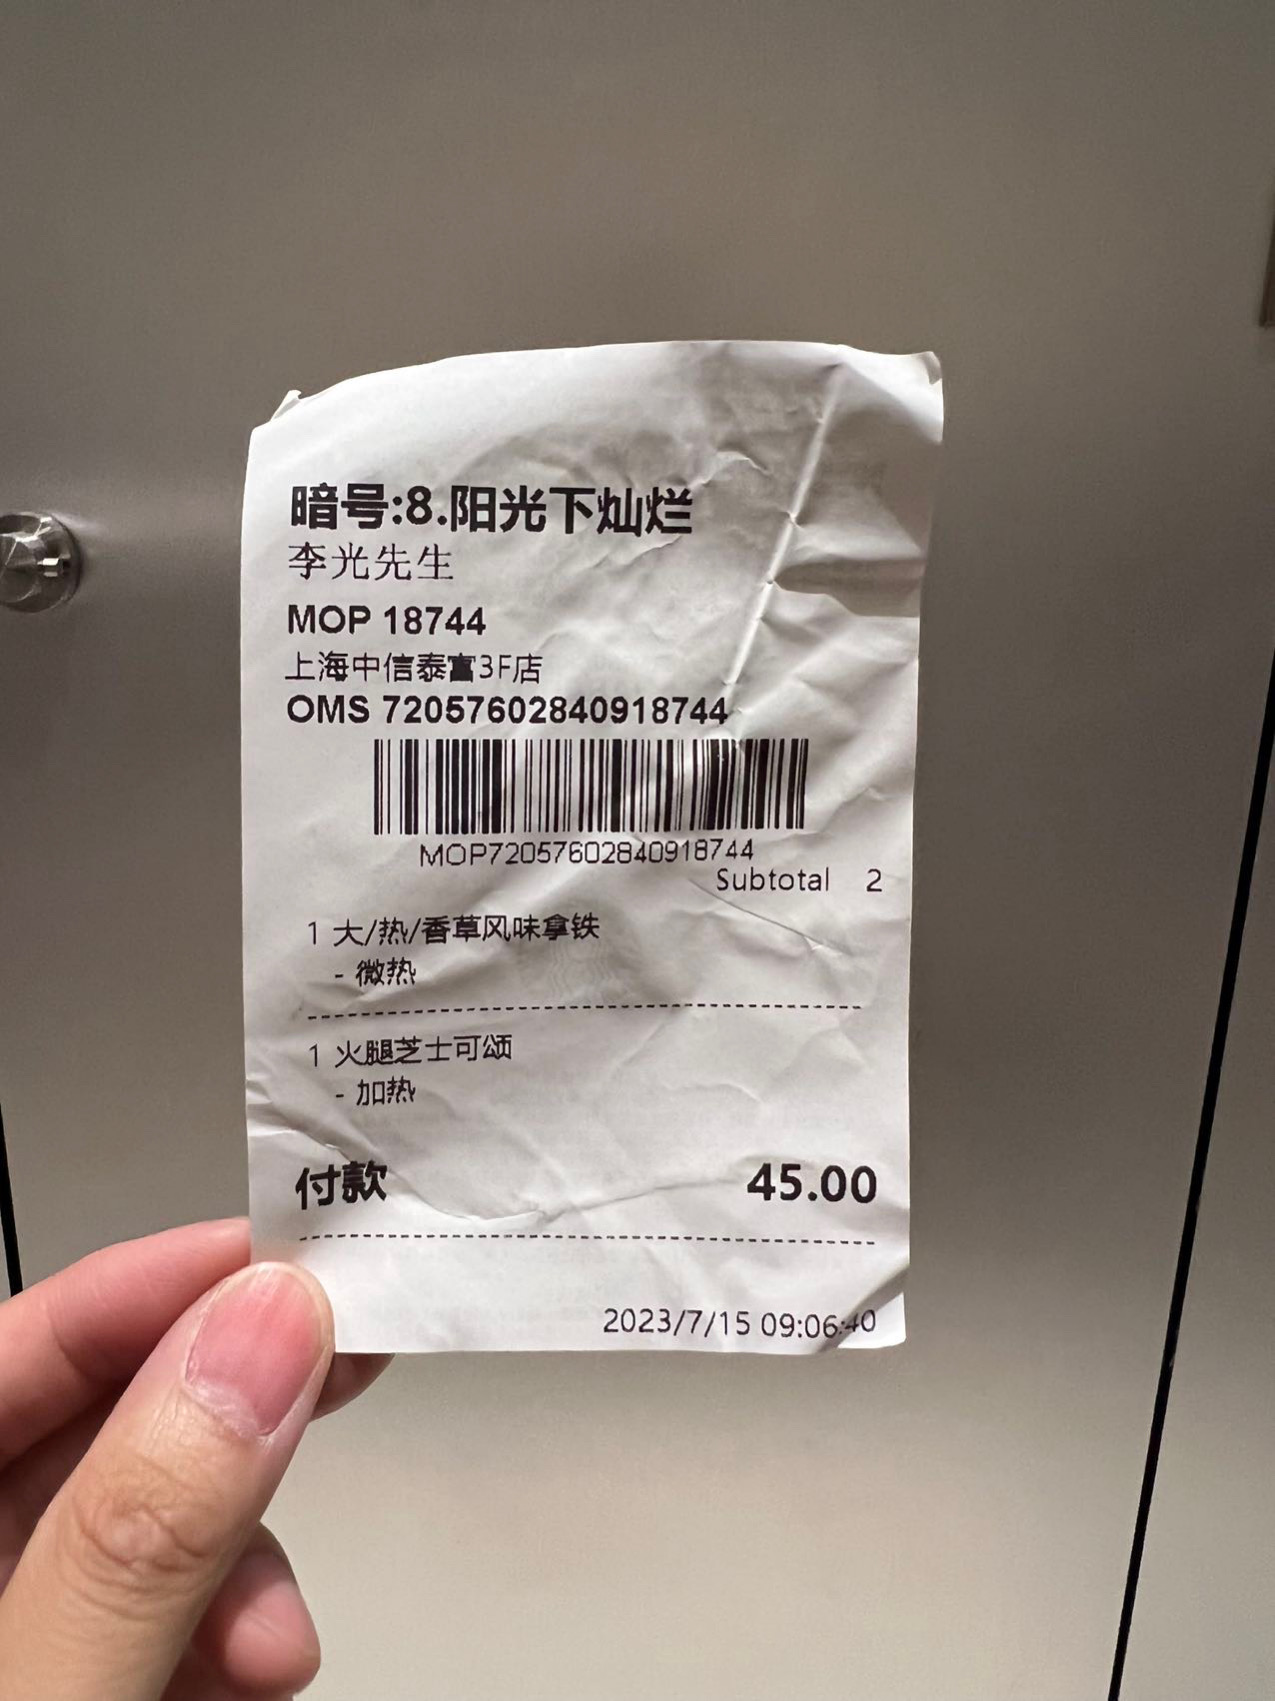 暗号:8.阳光下灿烂
李光先生
MOP 18744
上海中信泰富3F店
OMS 72057602840918744
MOP72057602840918744
Subtotal 2
1 大/热/香草风味拿铁
- 微热
1 火腿芝士可颂
- 加热
付款 45.00
2023/7/15 09:06:40